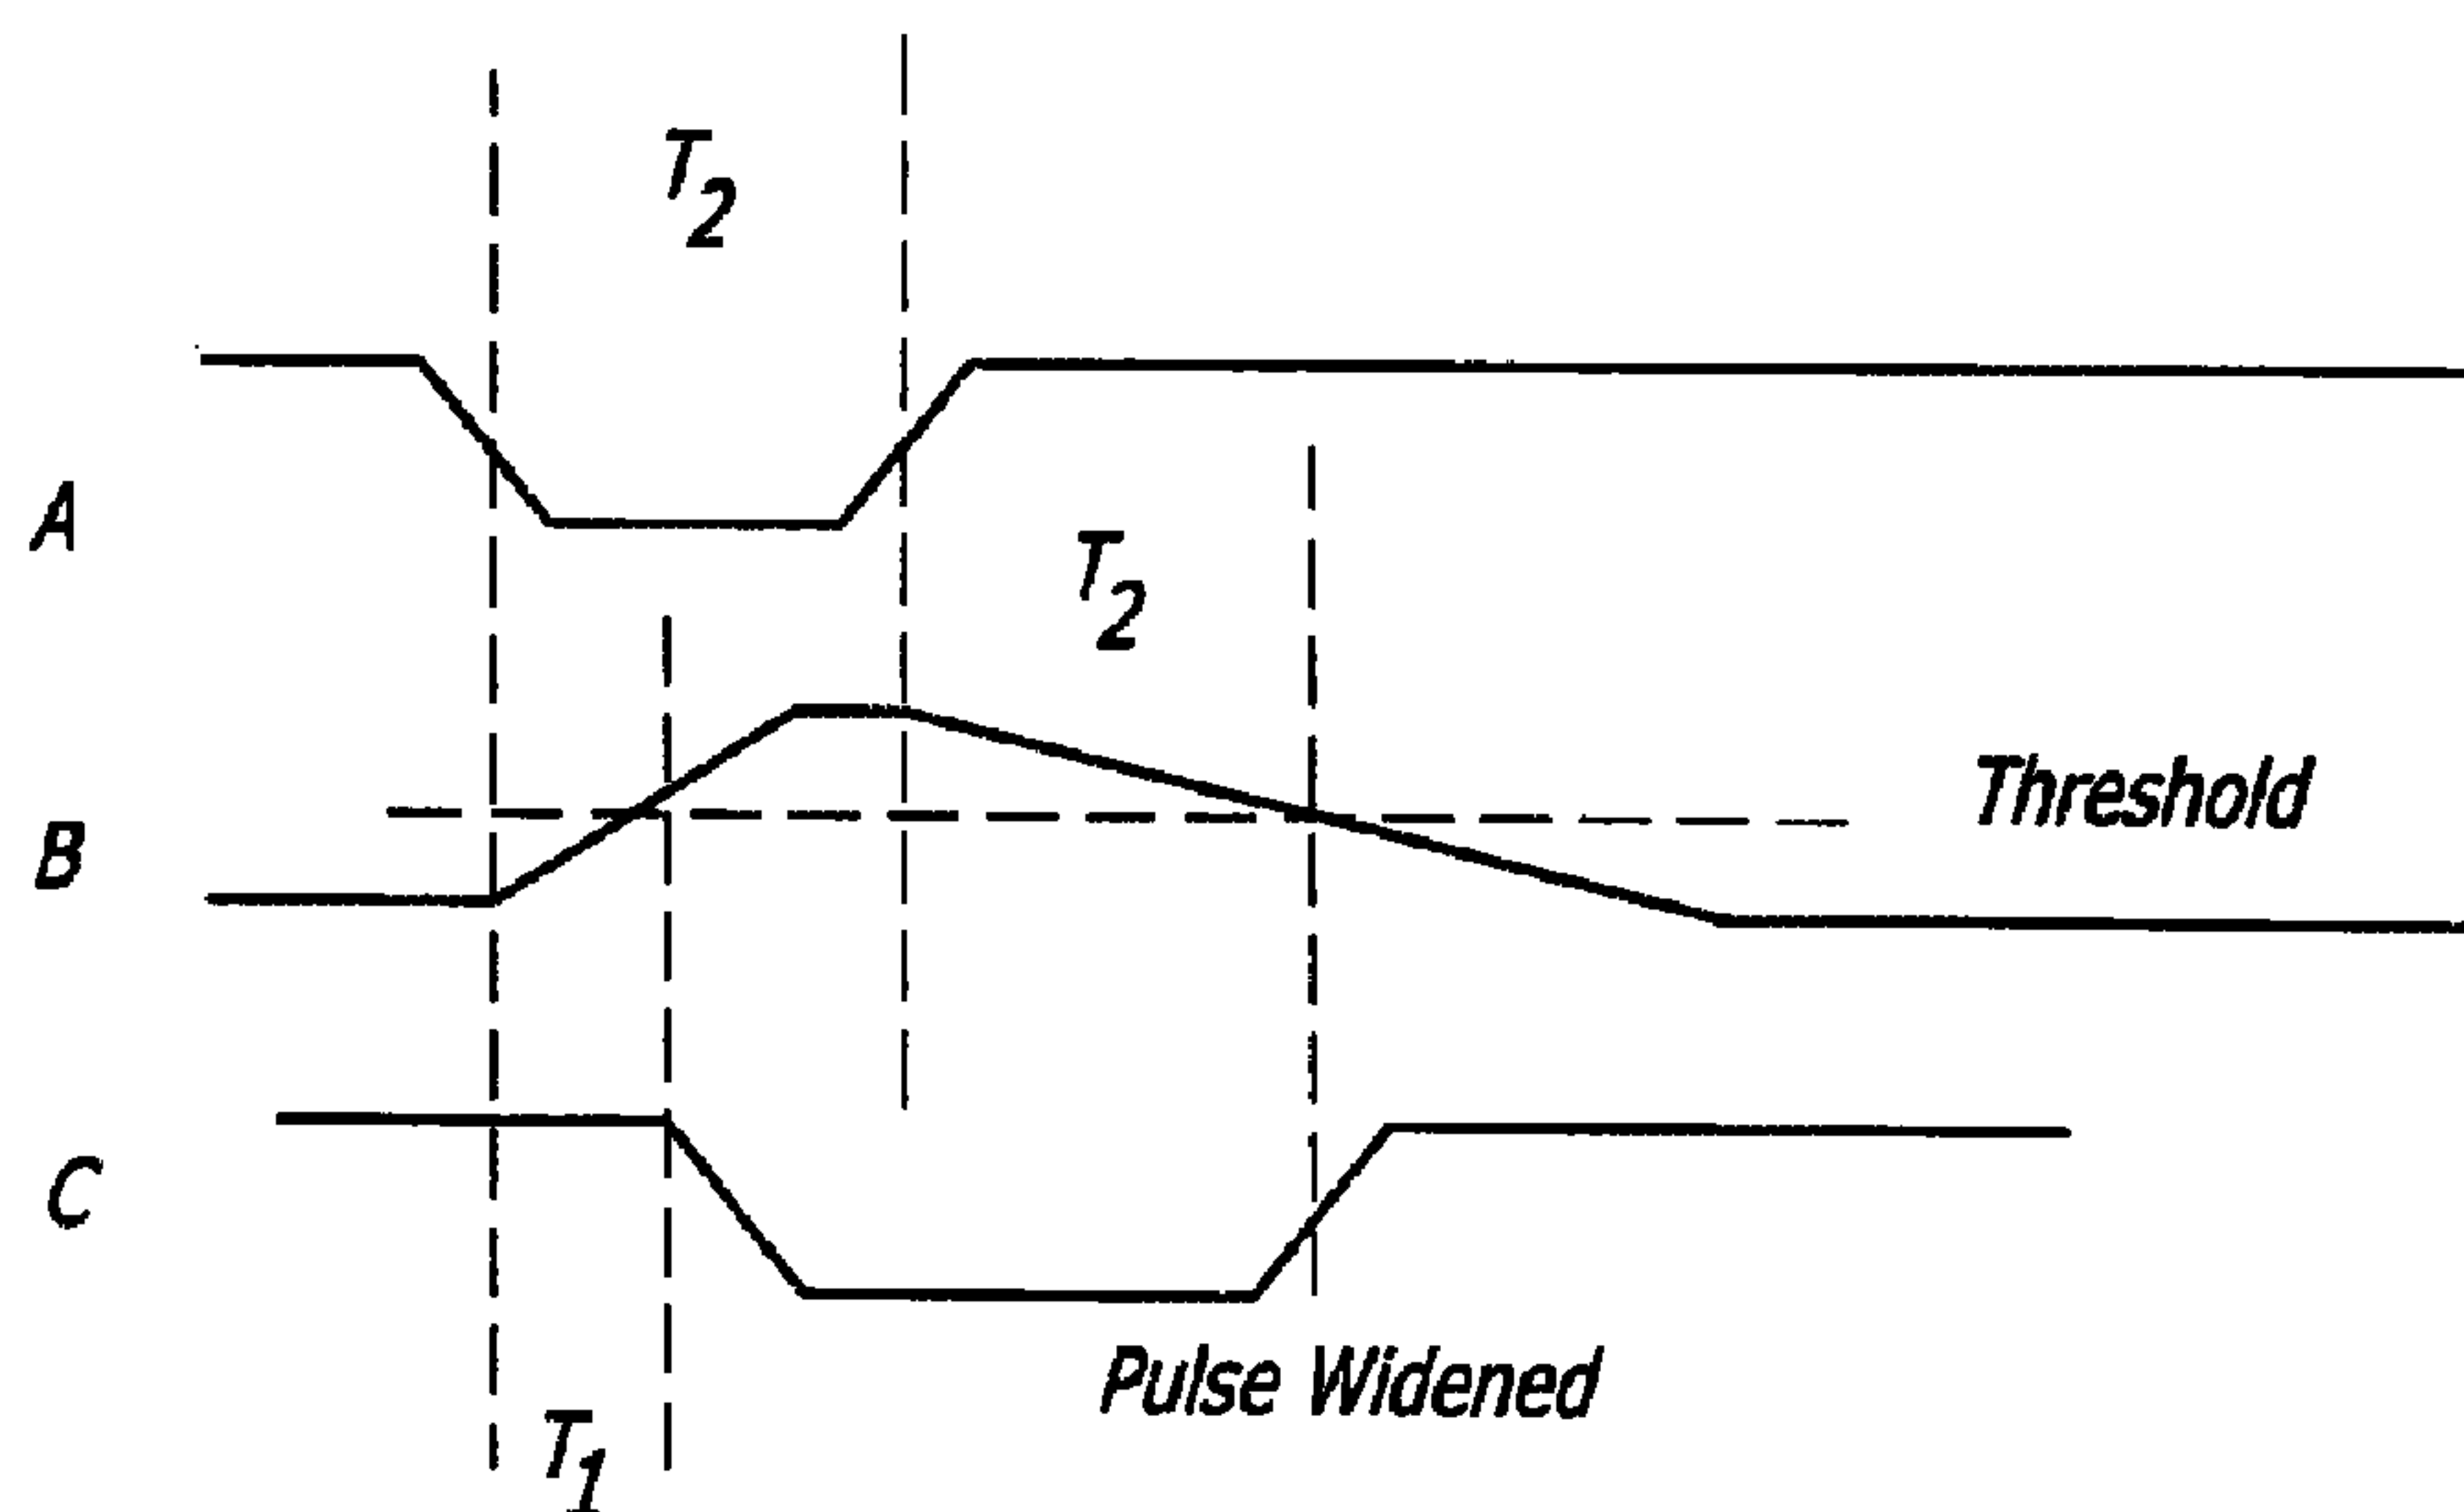 T2
A
T2
Threshold
B
C
Pulse Widened
T1